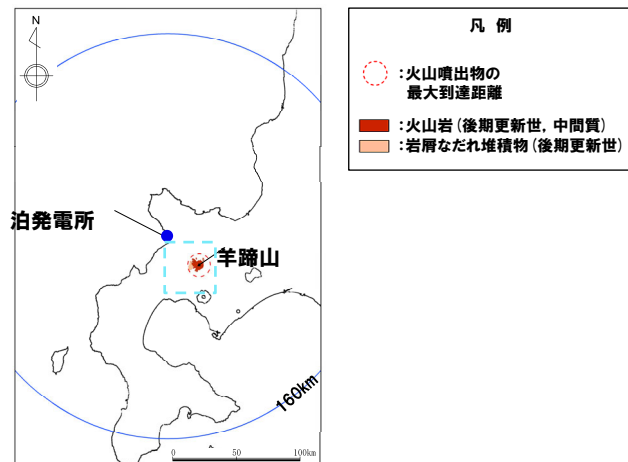 N
泊発電所
羊蹄山
160km
0 50 100km
凡 例
:火山噴出物の
最大到達距離
:火山岩(後期更新世, 中間質)
:岩屑なだれ堆積物(後期更新世)